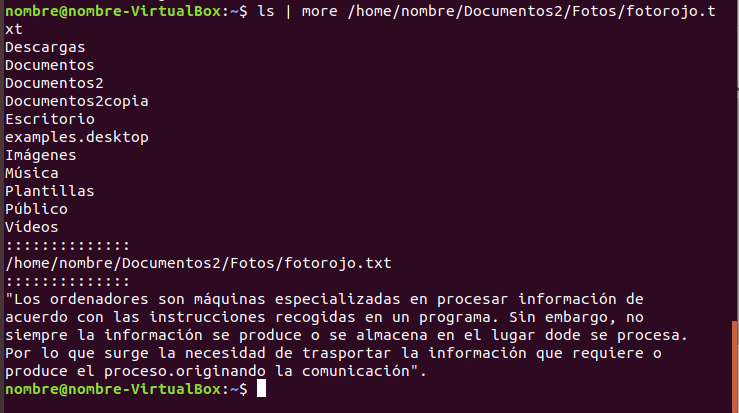 nombre@nombre-VirtualBox:~$ ls | more /home/nombre/Documentos2/Fotos/fotorojo.t
xt
Descargas
Documentos
Documentos2
Documentos2copia
Escritorio
examples.desktop
Imágenes
Música
Plantillas
Público
Vídeos
::::::::::::::
/home/nombre/Documentos2/Fotos/fotorojo.txt
::::::::::::::
"Los ordenadores son máquinas especializadas en procesar información de
acuerdo con las instrucciones recogidas en un programa. Sin embargo, no
siempre la información se produce o se almacena en el lugar dode se procesa.
Por lo que surge la necesidad de trasportar la información que requiere o
produce el proceso.originando la comunicación".
nombre@nombre-VirtualBox:~$